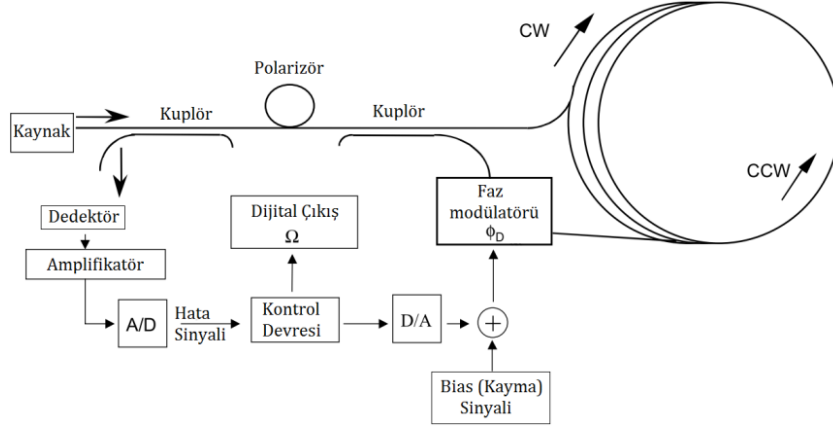 CW
Polarizör
Kuplör
Kuplör
Kaynak
CCW
Faz
modülatörü
ϕD
Dedektör
Dijital Çıkış
Ω
Amplifikatör
A/D
Hata
Sinyali
Kontrol
Devresi
D/A
+
Bias (Kayma)
Sinyali